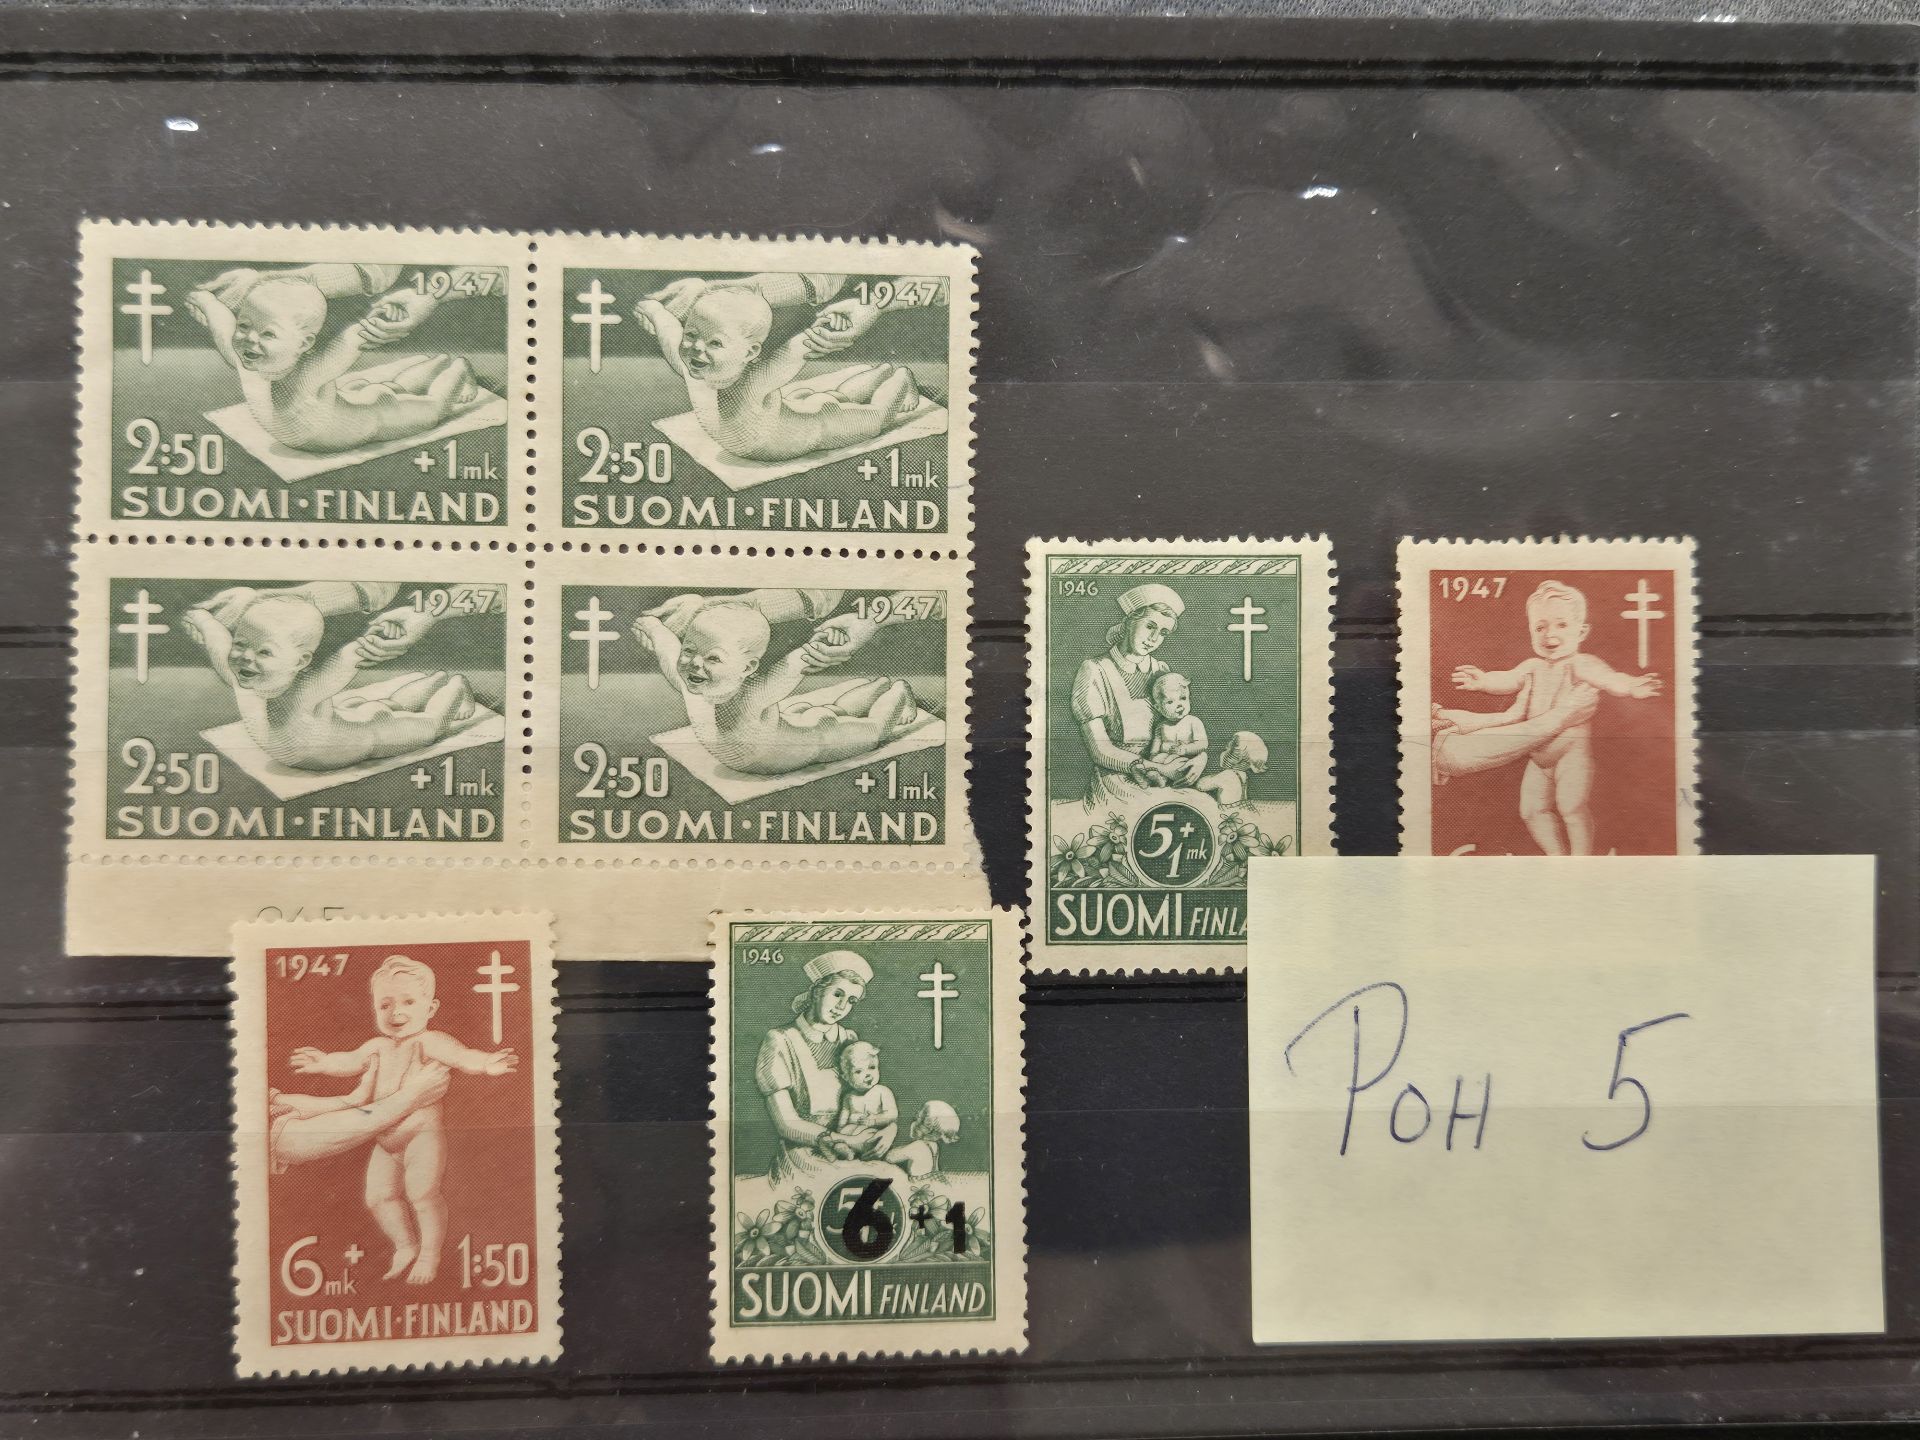 1947
2:50 +1mk
SUOMI·FINLAND
1947
2:50 +1mk
SUOMI·FINLAND
1947
2:50 +1mk
SUOMI·FINLAND
1947
2:50 +1mk
SUOMI·FINLAND
1946
5+1mk
SUOMI FINLA
1947
1947
6mk+ 1:50
SUOMI·FINLAND
1946
6+1
SUOMI FINLAND
POH 5